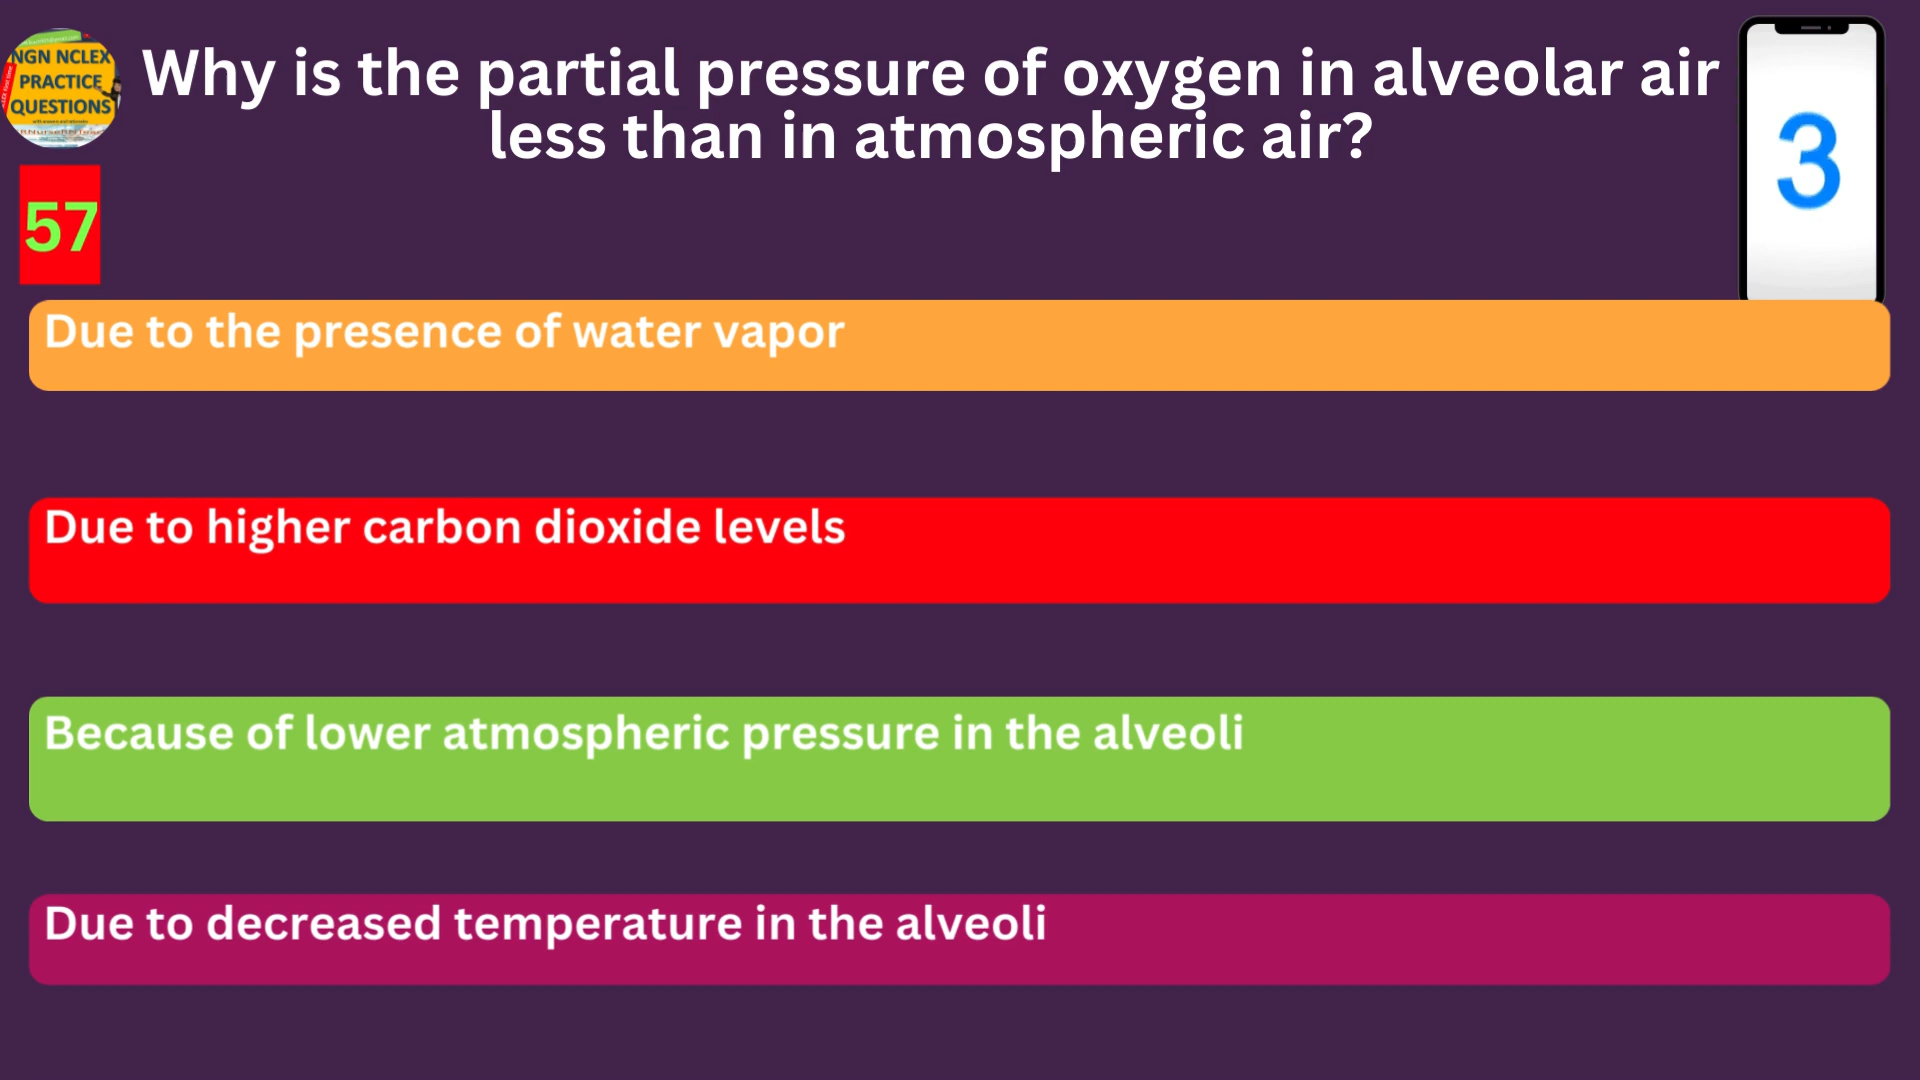 NGN NCLEX
PRACTICE
QUESTIONS
Why is the partial pressure of oxygen in alveolar air
less than in atmospheric air?
3
57
Due to the presence of water vapor
Due to higher carbon dioxide levels
Because of lower atmospheric pressure in the alveoli
Due to decreased temperature in the alveoli